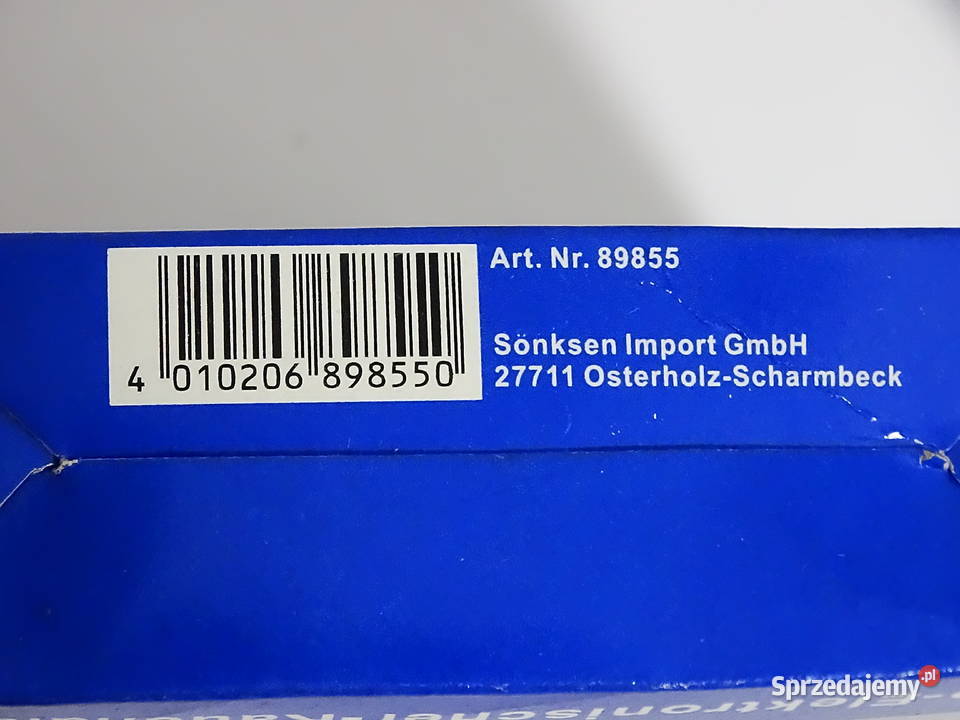 Art. Nr. 89855
Sönksen Import GmbH
27711 Osterholz-Scharmbeck
4 010206 898550
Sprzedajemy.pl